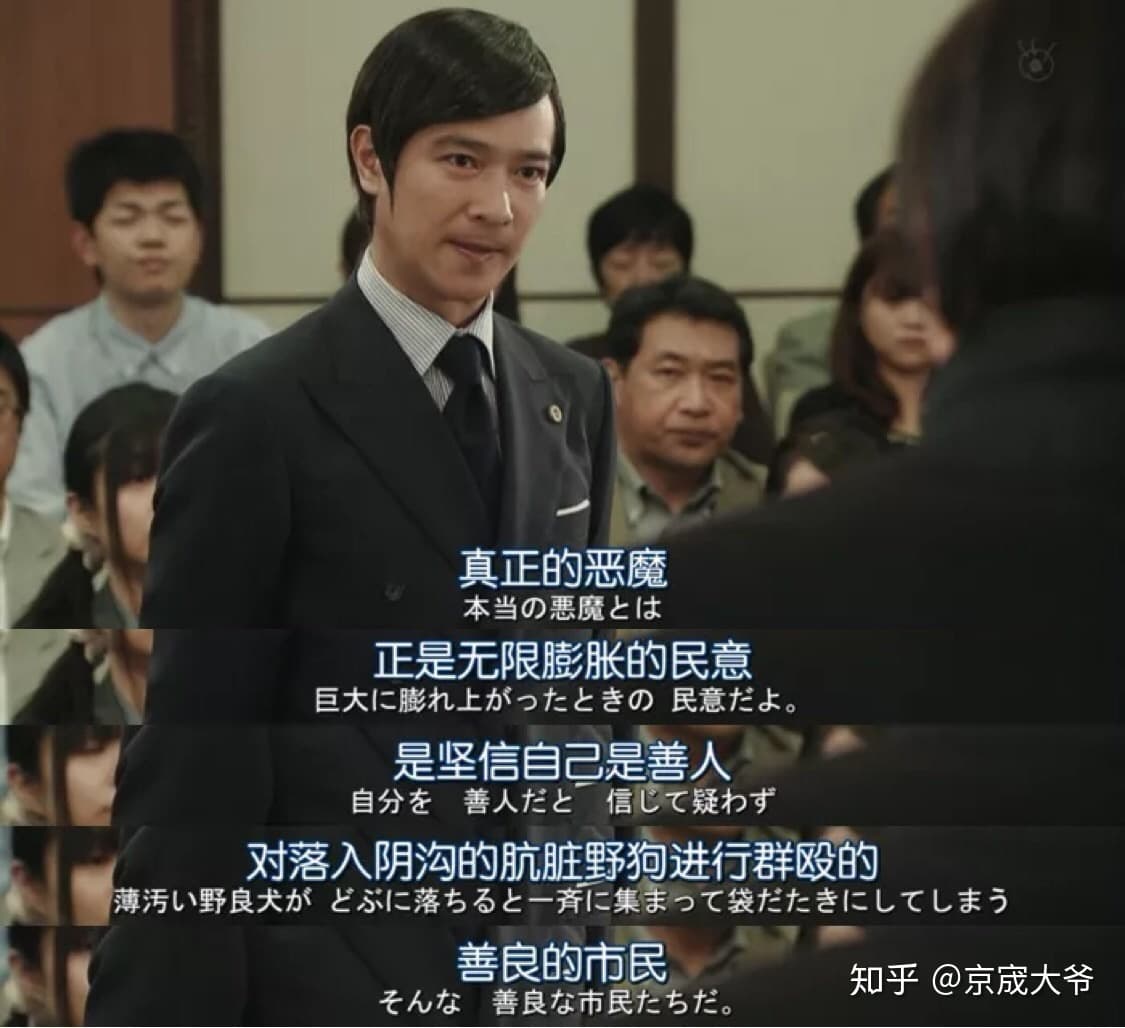 真正的恶魔
本当の悪魔とは
正是无限膨胀的民意
巨大に膨れ上がったときの 民意だよ。
是坚信自己是善人
自分を 善人だと 信じて疑わず
对落入阴沟的肮脏野狗进行群殴的
薄汚い野良犬が どぶに落ちると一斉に集まって袋だたきにしてしまう
善良的市民
そんな 善良な市民たちだ。
知乎 @京宬大爷